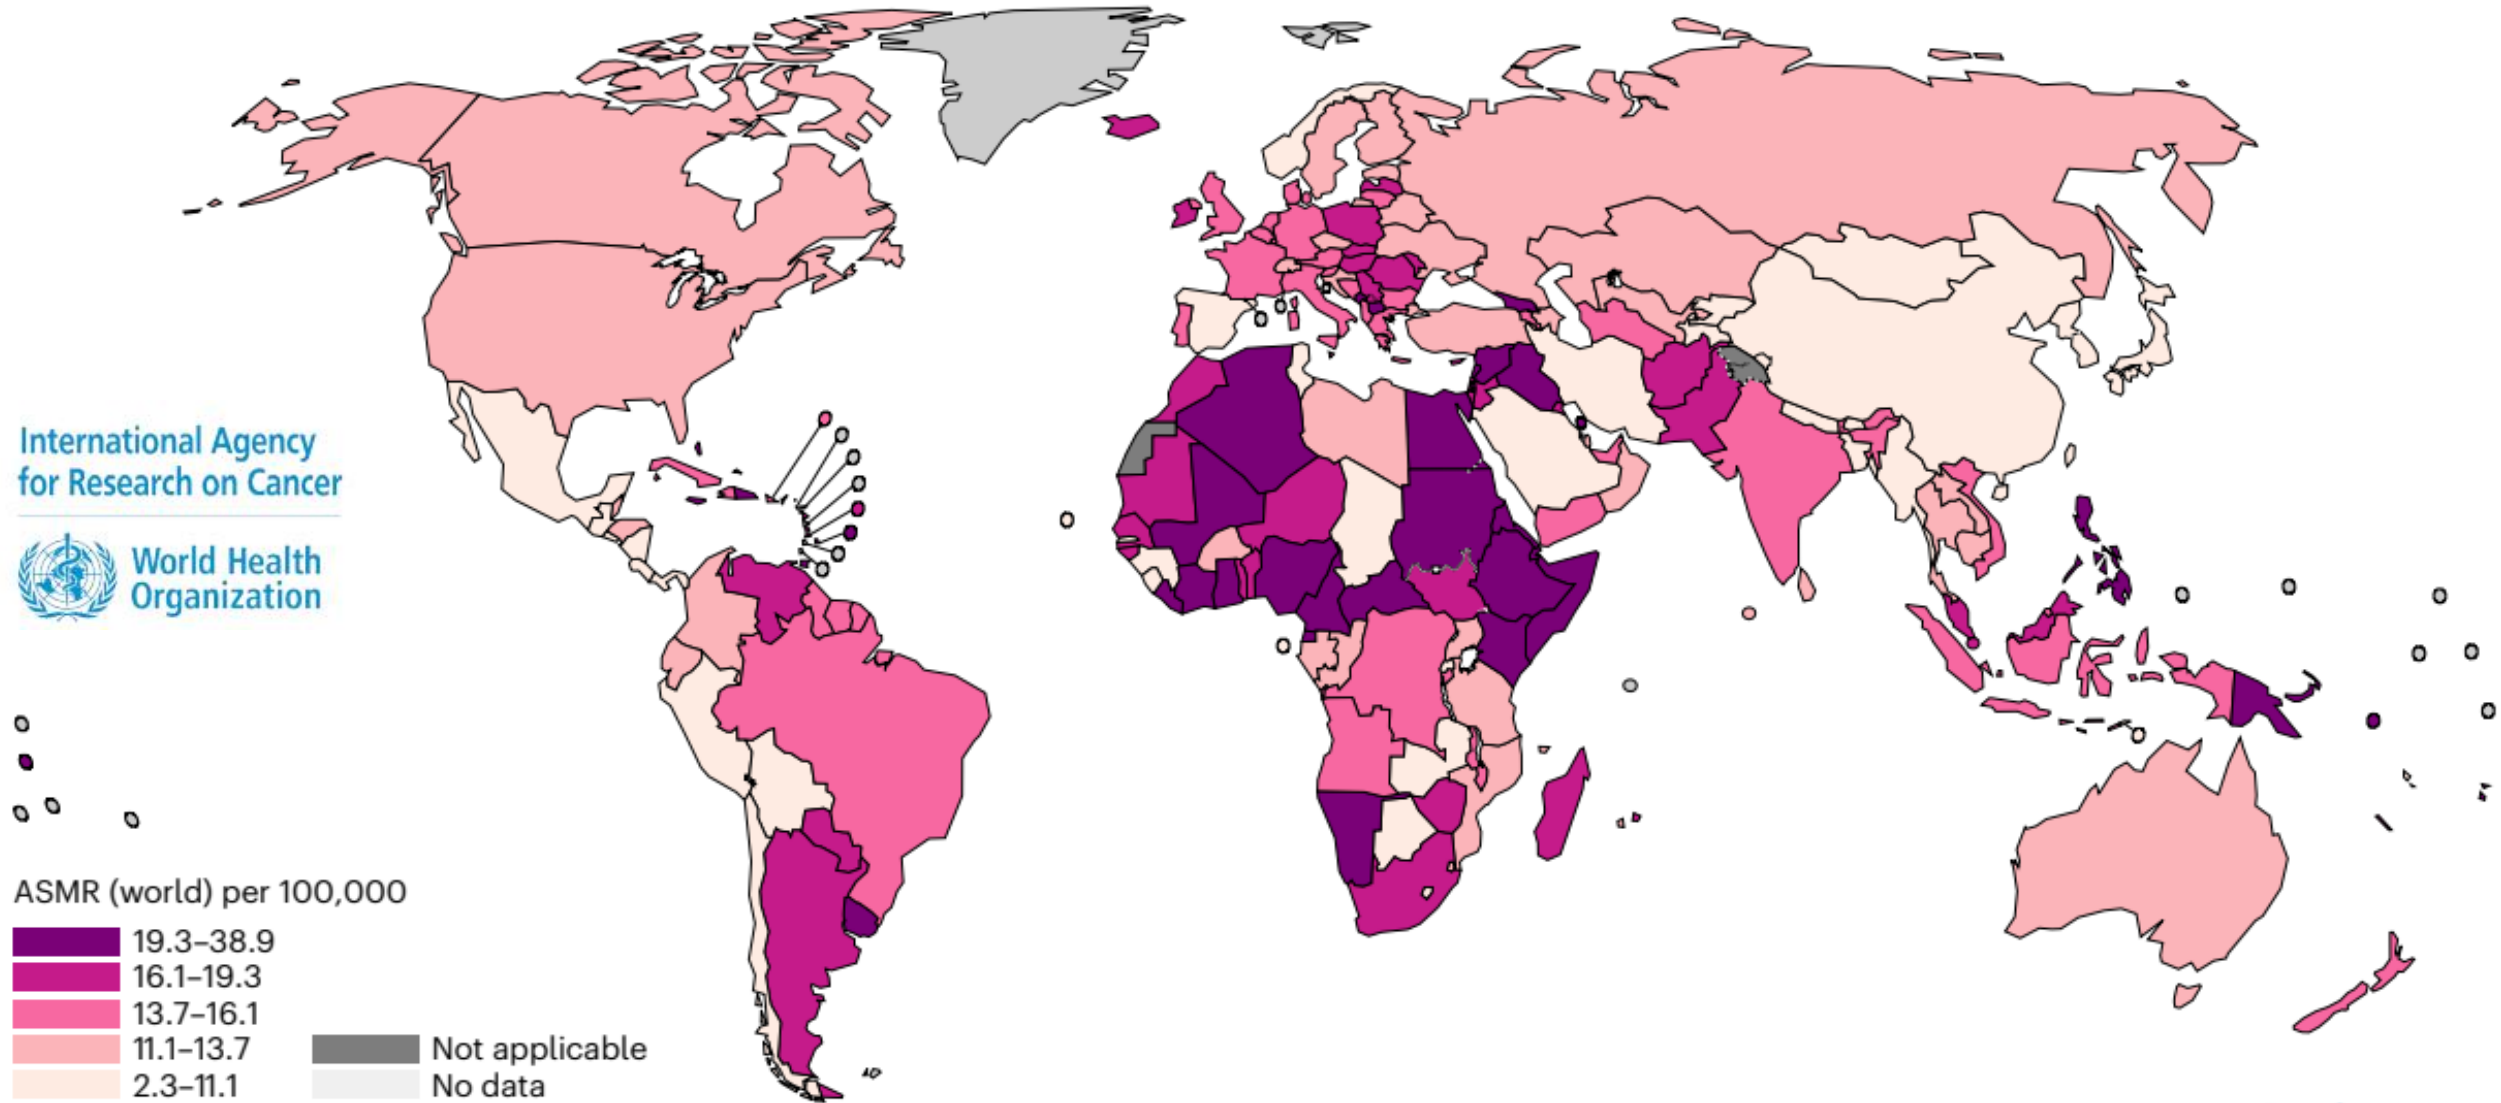 International Agency
for Research on Cancer
World Health
Organization
ASMR (world) per 100,000
19.3–38.9
16.1–19.3
13.7–16.1
11.1–13.7
2.3–11.1
Not applicable
No data